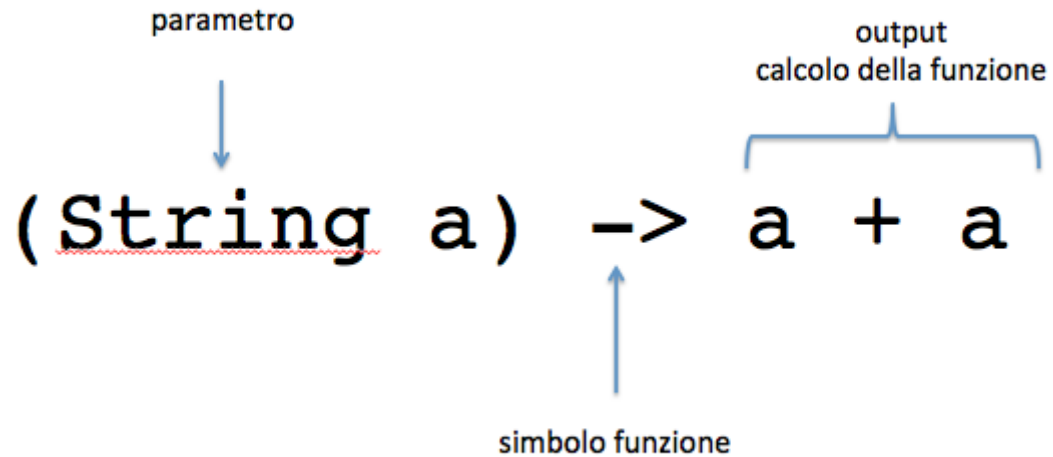 parametro
output
calcolo della funzione
(String a) -> a + a
simbolo funzione